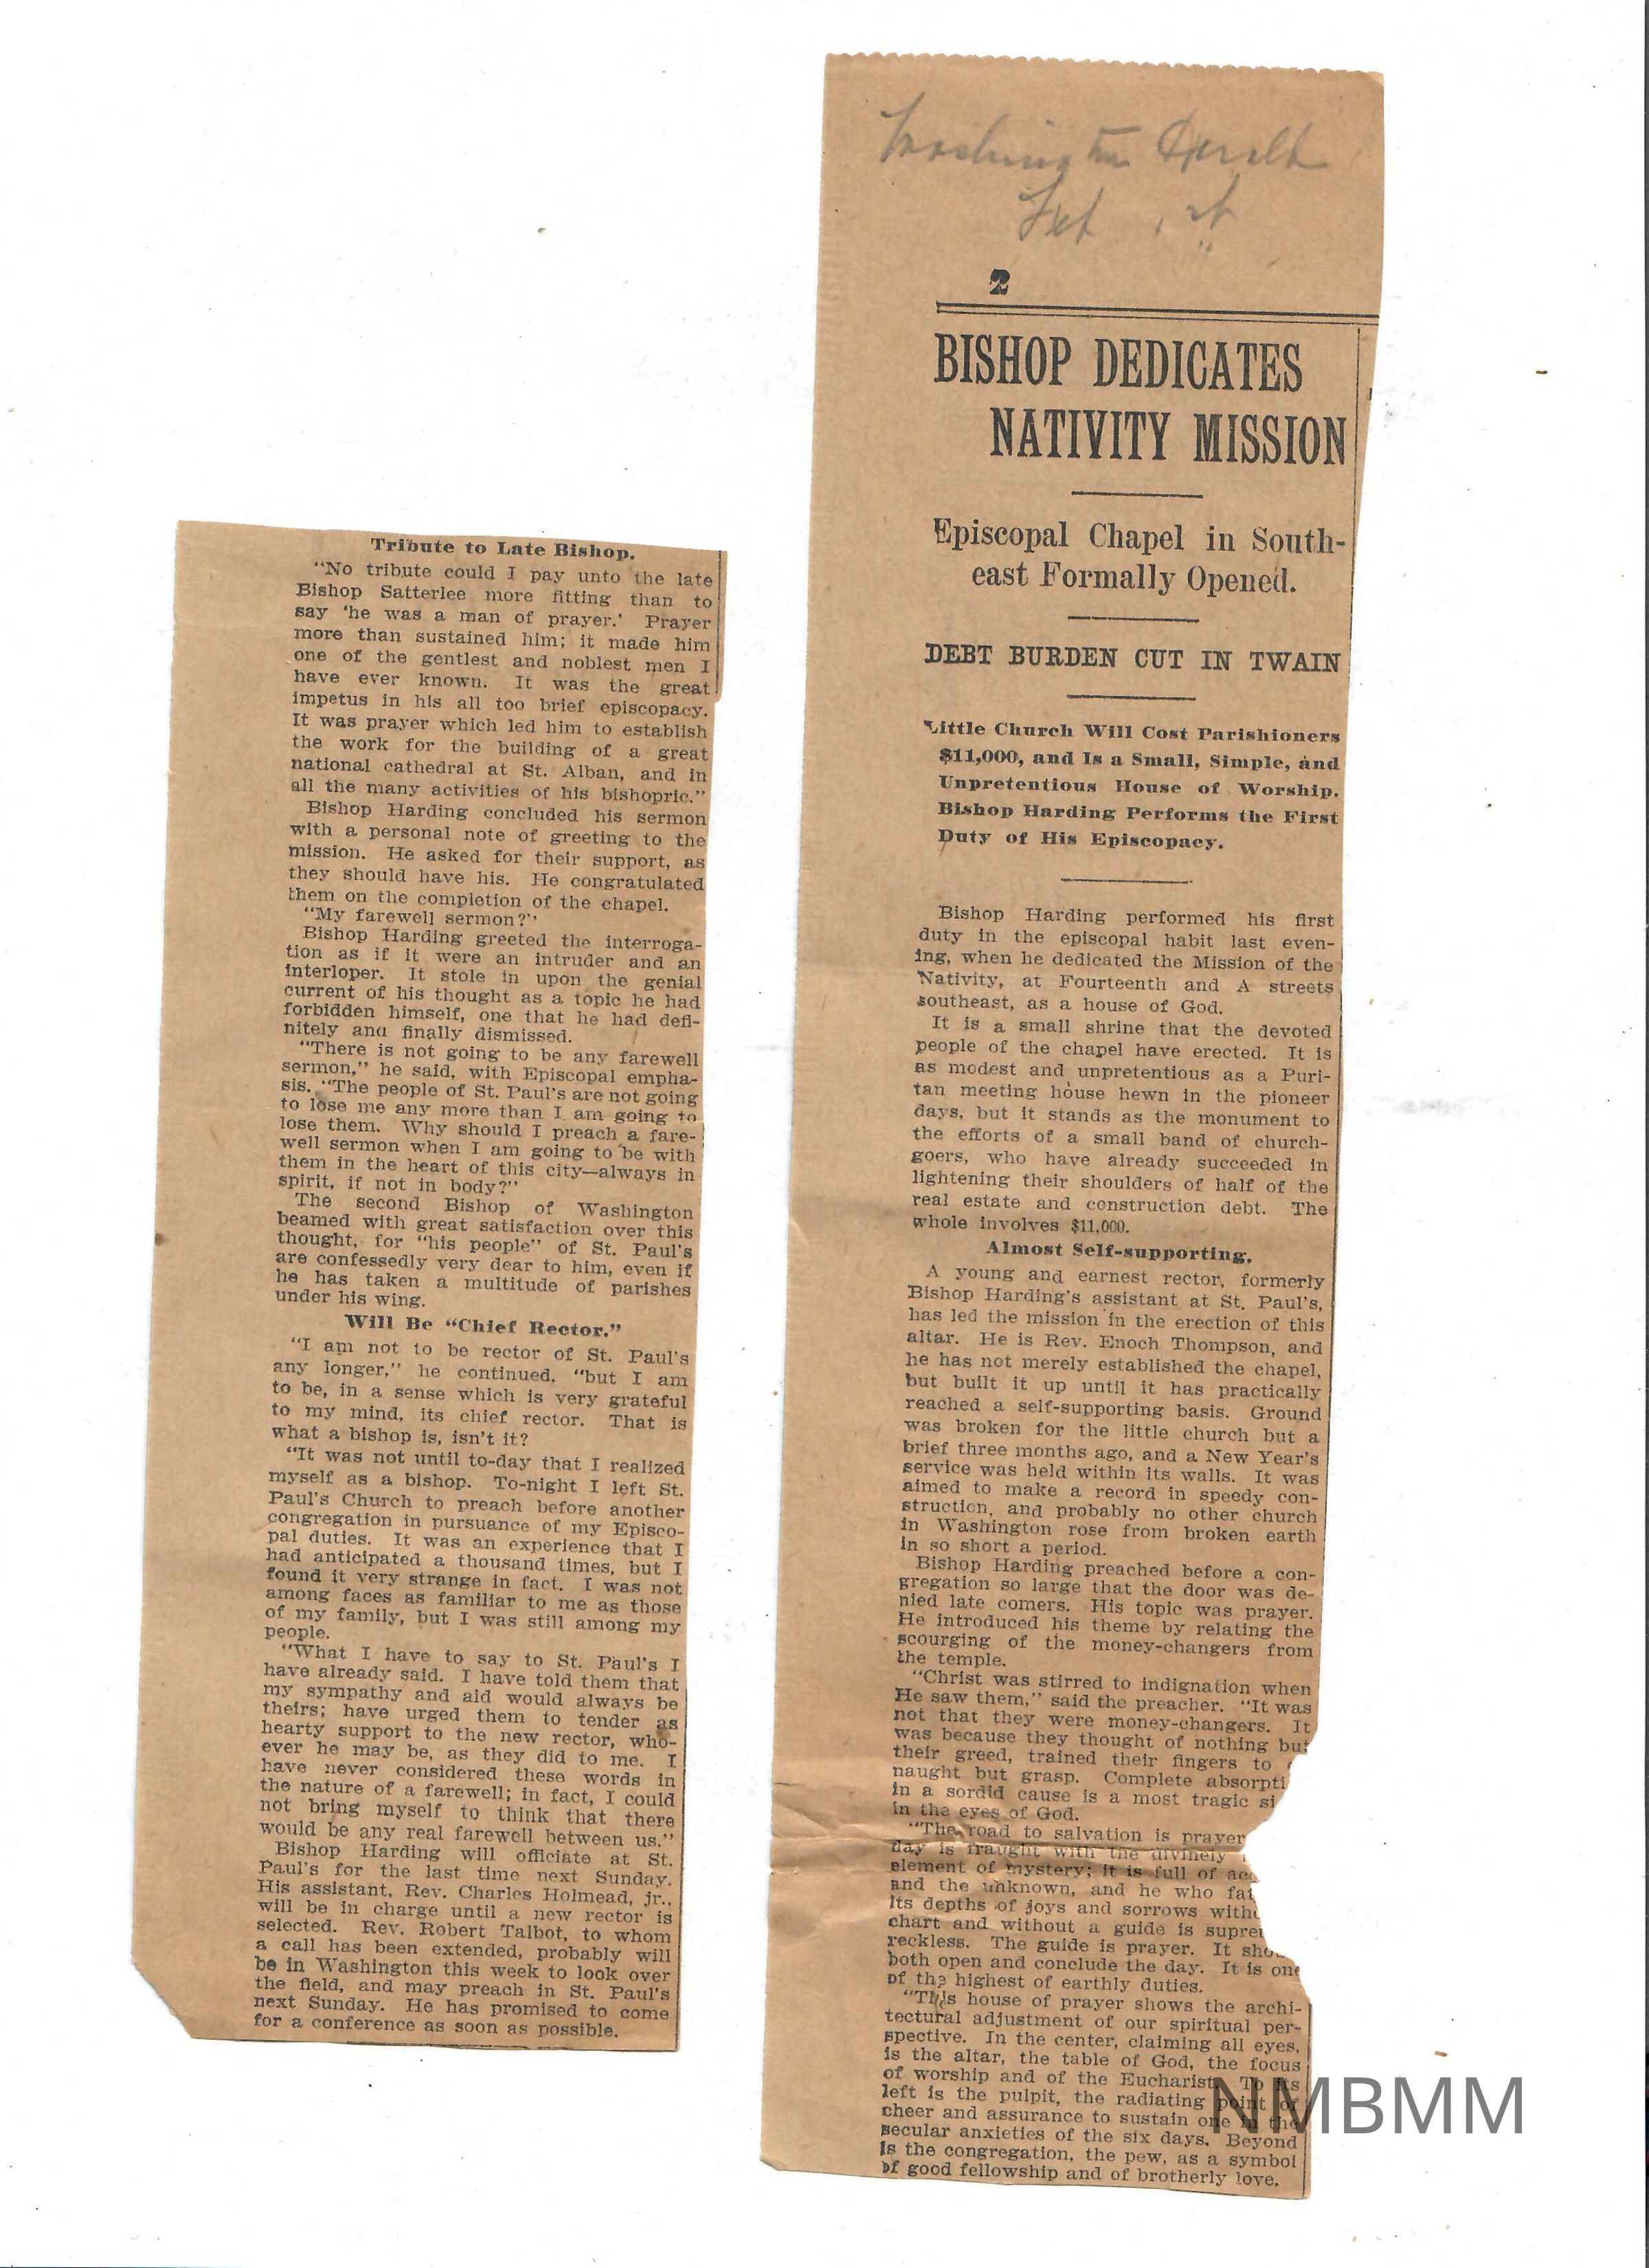 Washington Herald
2
BISHOP DEDICATES
NATIVITY MISSION
Episcopal Chapel in South-
east Formally Opened.
DEBT BURDEN CUT IN TWAIN
Little Church Will Cost Parishioners
$11,000, and Is a Small, Simple, and
Unpretentious House of Worship.
Bishop Harding Performs the First
Duty of His Episcopacy.
Bishop Harding performed his first
duty in the episcopal habit last even-
ing, when he dedicated the Mission of the
Nativity, at Fourteenth and A streets
southeast, as a house of God.
It is a small shrine that the devoted
people of the chapel have erected. It is
as modest and unpretentious as a Puri-
tan meeting house hewn in the pioneer
days, but it stands as the monument to
the efforts of a small band of church-
goers, who have already succeeded in
lightening their shoulders of half of the
real estate and construction debt. The
whole involves $11,000.
Almost Self-supporting.
A young and earnest rector, formerly
Bishop Harding's assistant at St. Paul's,
has led the mission in the erection of this
altar. He is Rev. Enoch Thompson, and
he has not merely established the chapel,
but built it up until it has practically
reached a self-supporting basis. Ground
was broken for the little church but a
brief three months ago, and a New Year's
service was held within its walls. It was
aimed to make a record in speedy con-
struction, and probably no other church
in Washington rose from broken earth
in so short a period.
Bishop Harding preached before a con-
gregation so large that the door was de-
nied late comers. His topic was prayer.
He introduced his theme by relating the
scourging of the money-changers from
the temple.
"Christ was stirred to indignation when
He saw them," said the preacher. "It was
not that they were money-changers. It
was because they thought of nothing but
their greed, trained their fingers to
naught but grasp. Complete absorpti
in a sordid cause is a most tragic si
in the eyes of God.
"The road to salvation is prayer
day is fraught with the divinely
element of mystery; it is full of acc
and the unknown, and he who fa
its depths of joys and sorrows with
chart and without a guide is supre
reckless. The guide is prayer. It sho
both open and conclude the day. It is one
of the highest of earthly duties.
"This house of prayer shows the archi-
tectural adjustment of our spiritual per-
spective. In the center, claiming all eyes,
is the altar, the table of God, the focus
of worship and of the Eucharist. To its
left is the pulpit, the radiating point of
cheer and assurance to sustain one in the
secular anxieties of the six days. Beyond
is the congregation, the pew, as a symbol
of good fellowship and of brotherly love.
Tribute to Late Bishop.
"No tribute could I pay unto the late
Bishop Satterlee more fitting than to
say 'he was a man of prayer.' Prayer
more than sustained him; it made him
one of the gentlest and noblest men I
have ever known. It was the great
impetus in his all too brief episcopacy.
It was prayer which led him to establish
the work for the building of a great
national cathedral at St. Alban, and in
all the many activities of his bishopric."
Bishop Harding concluded his sermon
with a personal note of greeting to the
mission. He asked for their support, as
they should have his. He congratulated
them on the completion of the chapel.
"My farewell sermon?"
Bishop Harding greeted the interroga-
tion as if it were an intruder and an
interloper. It stole in upon the genial
current of his thought as a topic he had
forbidden himself, one that he had defi-
nitely and finally dismissed.
"There is not going to be any farewell
sermon," he said, with Episcopal empha-
sis. "The people of St. Paul's are not going
to lose me any more than I am going to
lose them. Why should I preach a fare-
well sermon when I am going to be with
them in the heart of this city—always in
spirit, if not in body?"
The second Bishop of Washington
beamed with great satisfaction over this
thought, for "his people" of St. Paul's
are confessedly very dear to him, even if
he has taken a multitude of parishes
under his wing.
Will Be "Chief Rector."
"I am not to be rector of St. Paul's
any longer," he continued, "but I am
to be, in a sense which is very grateful
to my mind, its chief rector. That is
what a bishop is, isn't it?
"It was not until to-day that I realized
myself as a bishop. To-night I left St.
Paul's Church to preach before another
congregation in pursuance of my Episco-
pal duties. It was an experience that I
had anticipated a thousand times, but I
found it very strange in fact. I was not
among faces as familiar to me as those
of my family, but I was still among my
people.
"What I have to say to St. Paul's I
have already said. I have told them that
my sympathy and aid would always be
theirs; have urged them to tender as
hearty support to the new rector, who-
ever he may be, as they did to me. I
have never considered these words in
the nature of a farewell; in fact, I could
not bring myself to think that there
would be any real farewell between us."
Bishop Harding will officiate at St.
Paul's for the last time next Sunday.
His assistant, Rev. Charles Holmead, jr.,
will be in charge until a new rector is
selected. Rev. Robert Talbot, to whom
a call has been extended, probably will
be in Washington this week to look over
the field, and may preach in St. Paul's
next Sunday. He has promised to come
for a conference as soon as possible.
NMBMM